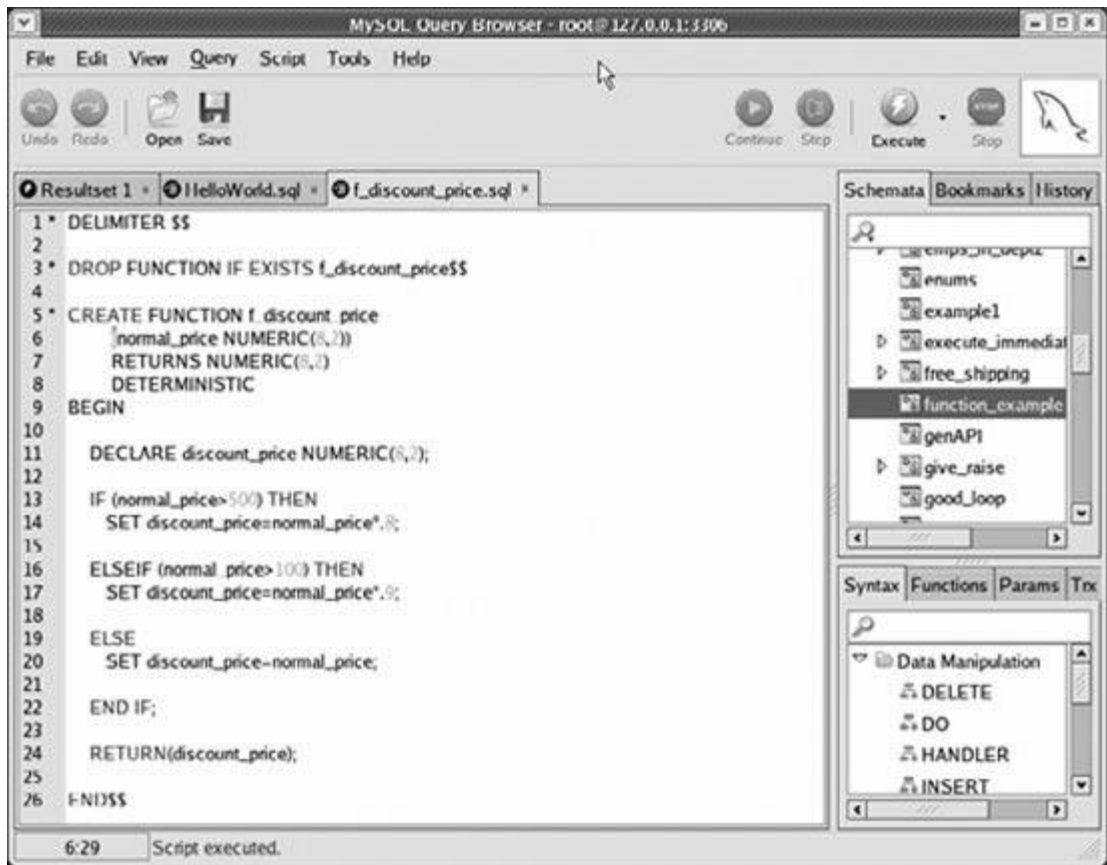 MySQL Query Browser - root@127.0.0.1:3306
File Edit View Query Script Tools Help
Undo Redo Open Save Continue Step Execute Stop
Resultset 1 HelloWorld.sql f_discount_price.sql
Schemata Bookmarks History
1 DELIMITER $$
2
3 DROP FUNCTION IF EXISTS f_discount_price$$
4
5 CREATE FUNCTION f_discount_price
6 (normal_price NUMERIC(8,2))
7 RETURNS NUMERIC(8,2)
8 DETERMINISTIC
9 BEGIN
10
11 DECLARE discount_price NUMERIC(8,2);
12
13 IF (normal_price>500) THEN
14 SET discount_price=normal_price*.8;
15
16 ELSEIF (normal_price>100) THEN
17 SET discount_price=normal_price*.9;
18
19 ELSE
20 SET discount_price=normal_price;
21
22 END IF;
23
24 RETURN(discount_price);
25
26 END$$
emps_in_dept2
enums
example1
execute_immediat
free_shipping
function_example
genAPI
give_raise
good_loop
Syntax Functions Params Trx
Data Manipulation
DELETE
DO
HANDLER
INSERT
6:29 Script executed.